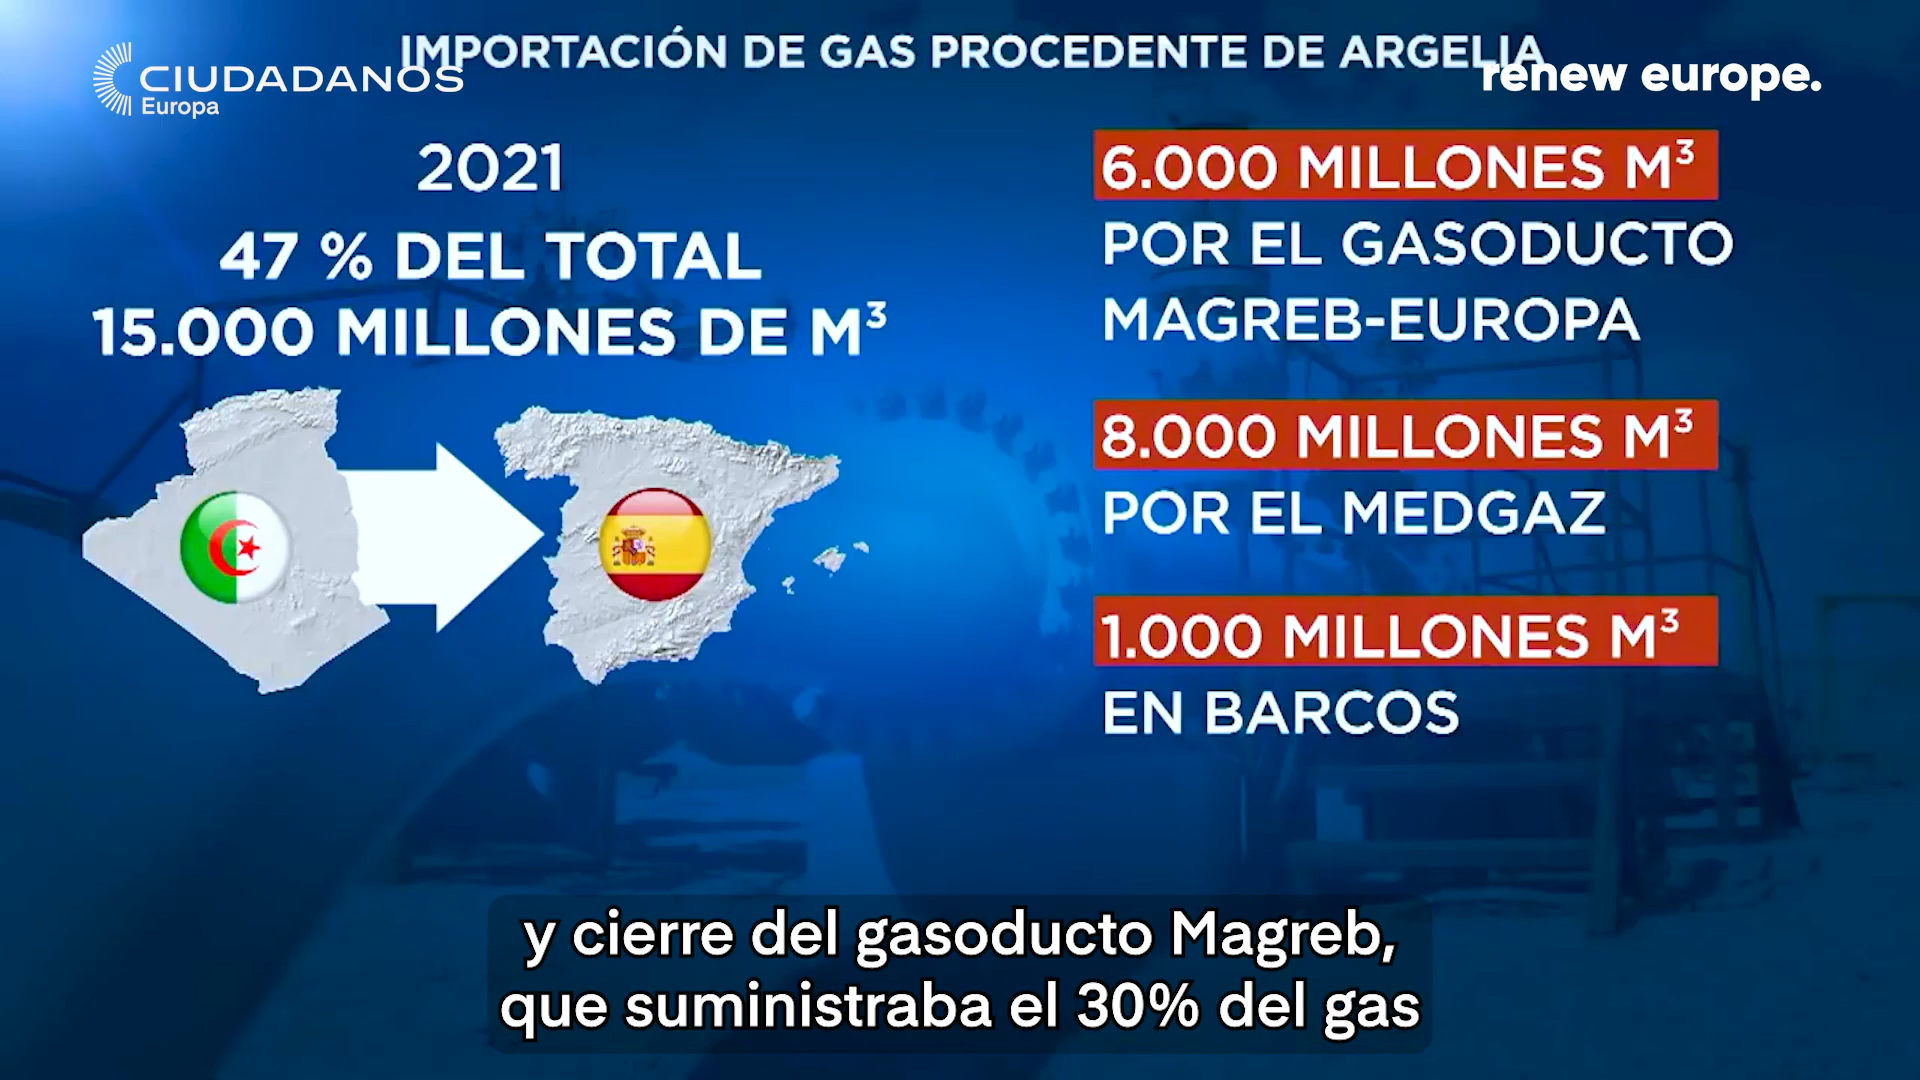 IMPORTACIÓN DE GAS PROCEDENTE DE ARGELIA
CIUDADANOS
Europa
renew europe.
2021
47 % DEL TOTAL
15.000 MILLONES DE M³
6.000 MILLONES M³
POR EL GASODUCTO
MAGREB-EUROPA
8.000 MILLONES M³
POR EL MEDGAZ
1.000 MILLONES M³
EN BARCOS
y cierre del gasoducto Magreb,
que suministraba el 30% del gas